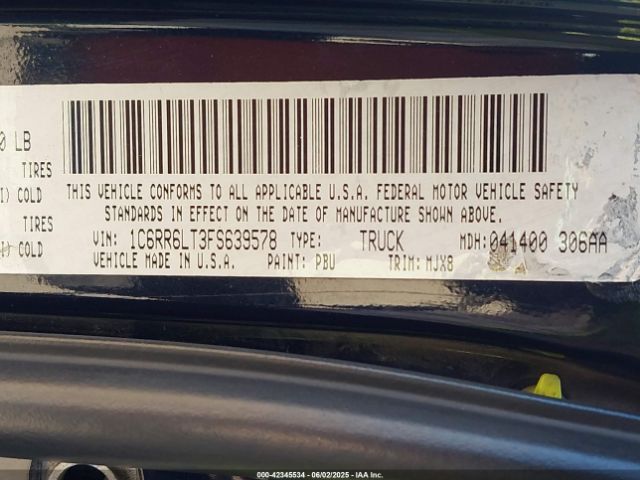 0 LB
TIRES
) COLD
TIRES
) COLD
THIS VEHICLE CONFORMS TO ALL APPLICABLE U.S.A. FEDERAL MOTOR VEHICLE SAFETY
STANDARDS IN EFFECT ON THE DATE OF MANUFACTURE SHOWN ABOVE.
VIN: 1C6RR6LT3FS639578 TYPE: TRUCK MDH: 041400 306AA
VEHICLE MADE IN U.S.A. PAINT: PBU TRIM: MJX8
000-42345534 - 06/02/2025 - IAA Inc.